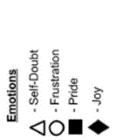 Emotions
- Self-Doubt
- Frustration
- Pride
- Joy